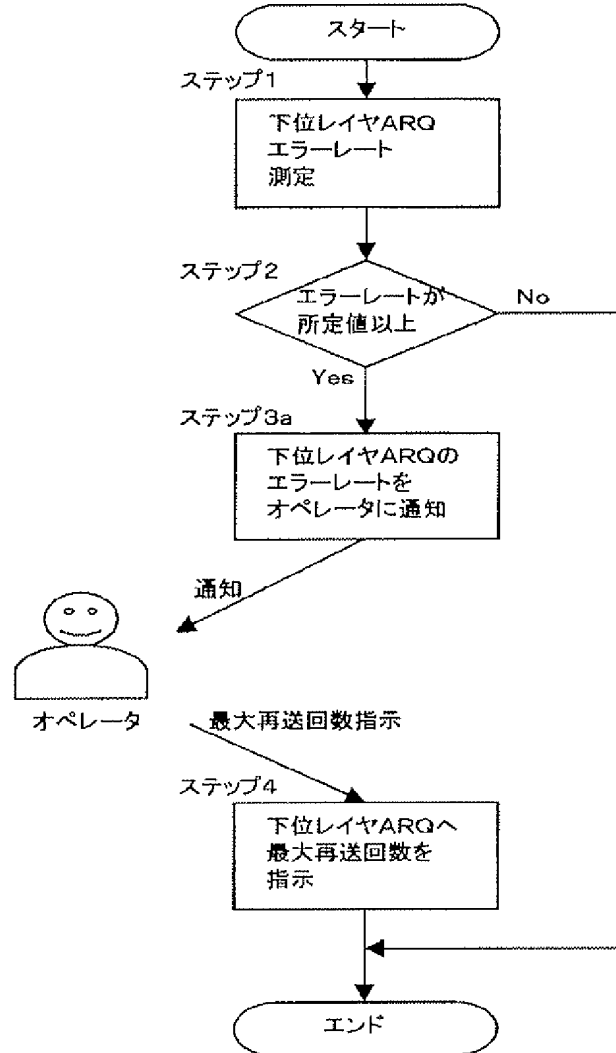 スタート
ステップ1
下位レイヤARQ
エラーレート
測定
ステップ2
エラーレートが
所定値以上
No
Yes
ステップ3a
下位レイヤARQの
エラーレートを
オペレータに通知
通知
オペレータ
最大再送回数指示
ステップ4
下位レイヤARQへ
最大再送回数を
指示
エンド